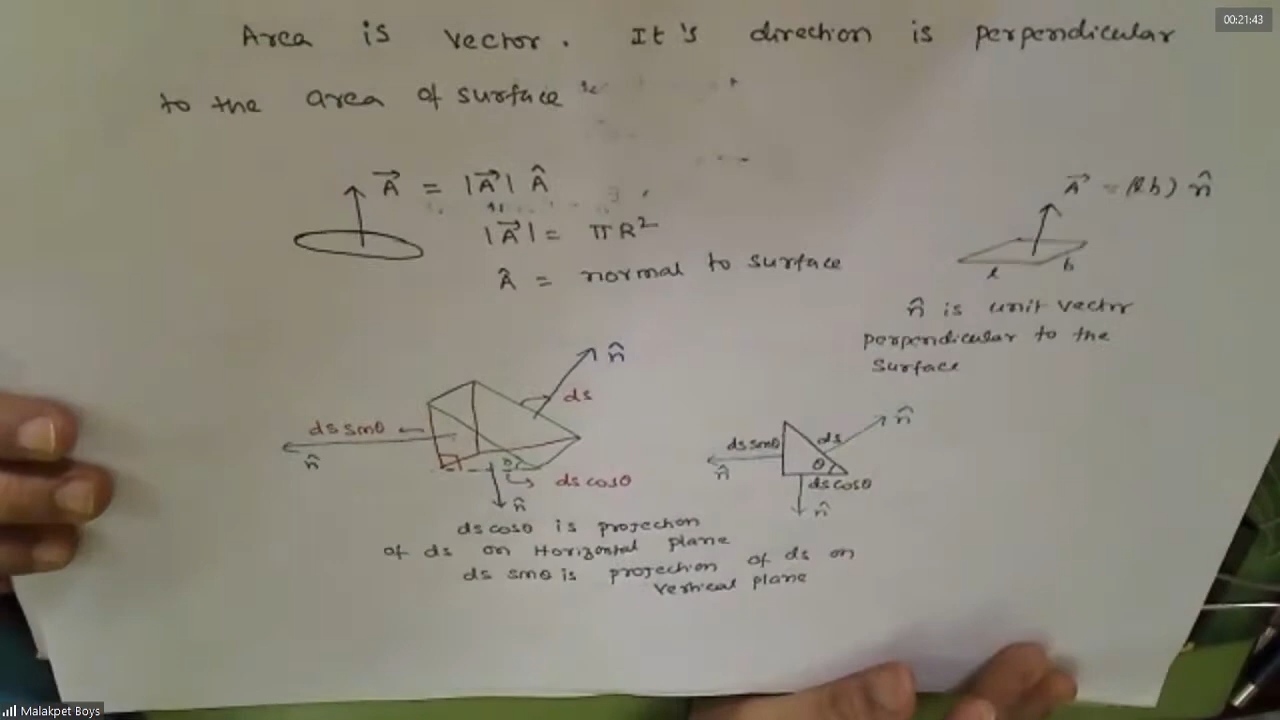 00:21:43
Area is vector. It's direction is perpendicular
to the area of surface
A⃗ = |A⃗| Â
|A⃗| = πR²
Â = normal to surface
A⃗ = (lb) n̂
l b
n̂ is unit vector
perpendicular to the
surface
n̂
ds
ds sinθ
n̂
θ
ds cosθ
n̂
n̂
ds
ds sinθ
n̂
θ
ds cosθ
n̂
ds cosθ is projection
of ds on Horizontal plane
ds sinθ is projection of ds on
vertical plane
Malakpet Boys